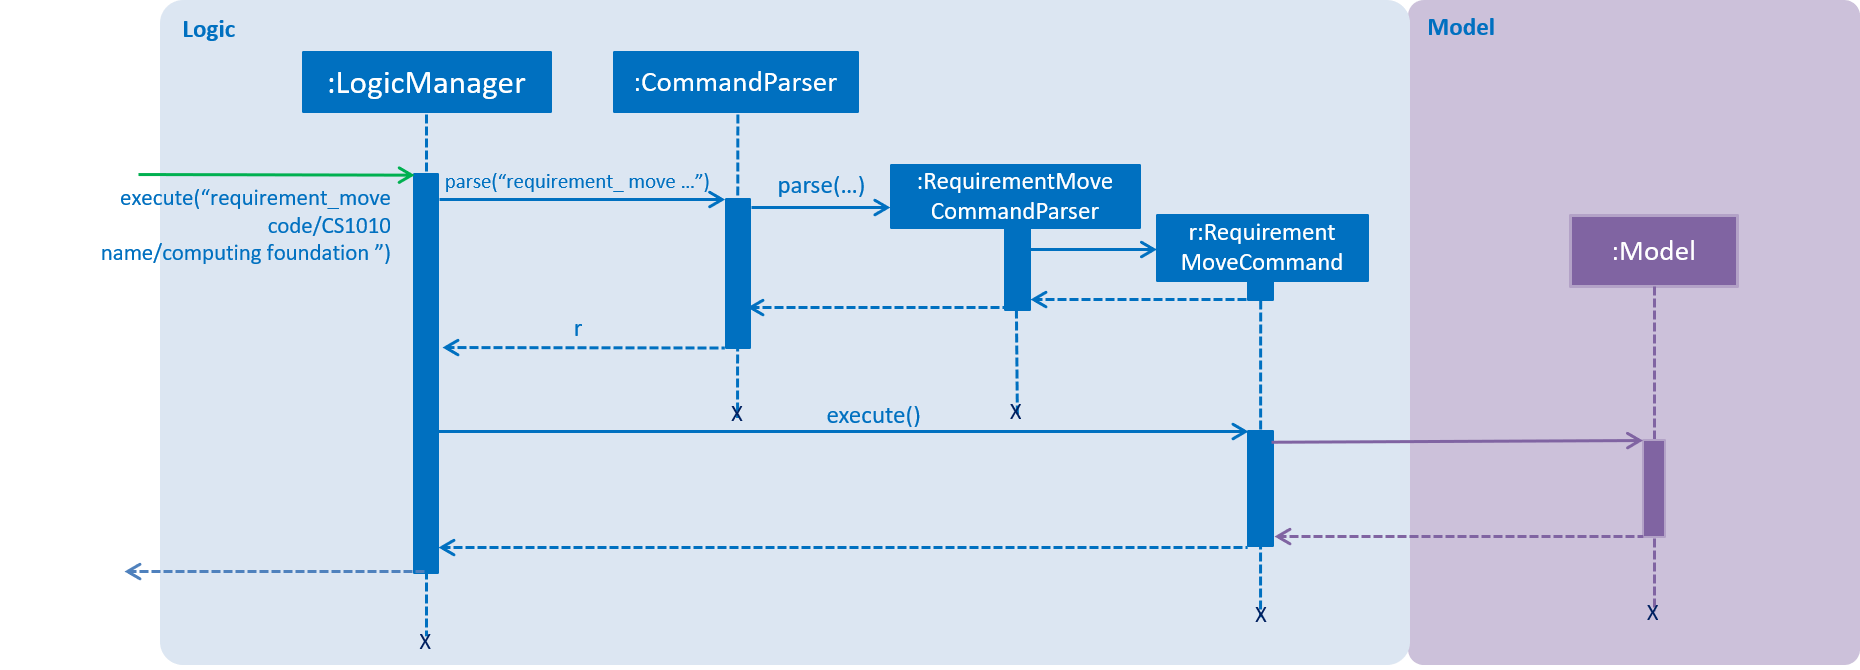 Logic
Model
:LogicManager
:CommandParser
execute(“requirement_move
code/CS1010
name/computing foundation ”)
parse(“requirement_ move …”)
parse(…)
:RequirementMove
CommandParser
r:Requirement
MoveCommand
:Model
r
X
X
execute()
X
X
X